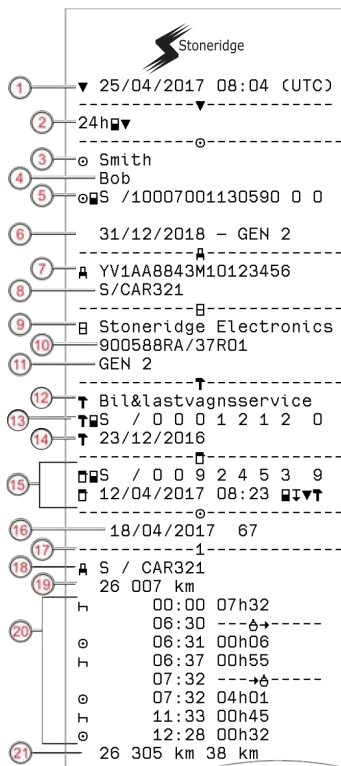 Stoneridge
1 ▼ 25/04/2017 08:04 (UTC)
2 24h▼
3 Smith
4 Bob
5 S /10007001130590 0 0
6 31/12/2018 – GEN 2
7 YV1AA8843M10123456
8 S/CAR321
9 Stoneridge Electronics
10 900588RA/37R01
11 GEN 2
12 Bil&lastvagnsservice
13 S / 0 0 0 1 2 1 2 0
14 23/12/2016
15 S / 0 0 9 2 4 5 3 9
12/04/2017 08:23
16 18/04/2017 67
17 -----1-----
18 S / CAR321
19 26 007 km
20 00:00 07h32
06:30 ---→-----
06:31 00h06
06:37 00h55
07:32 ---→-----
07:32 04h01
11:33 00h45
12:28 00h32
21 26 305 km 38 km